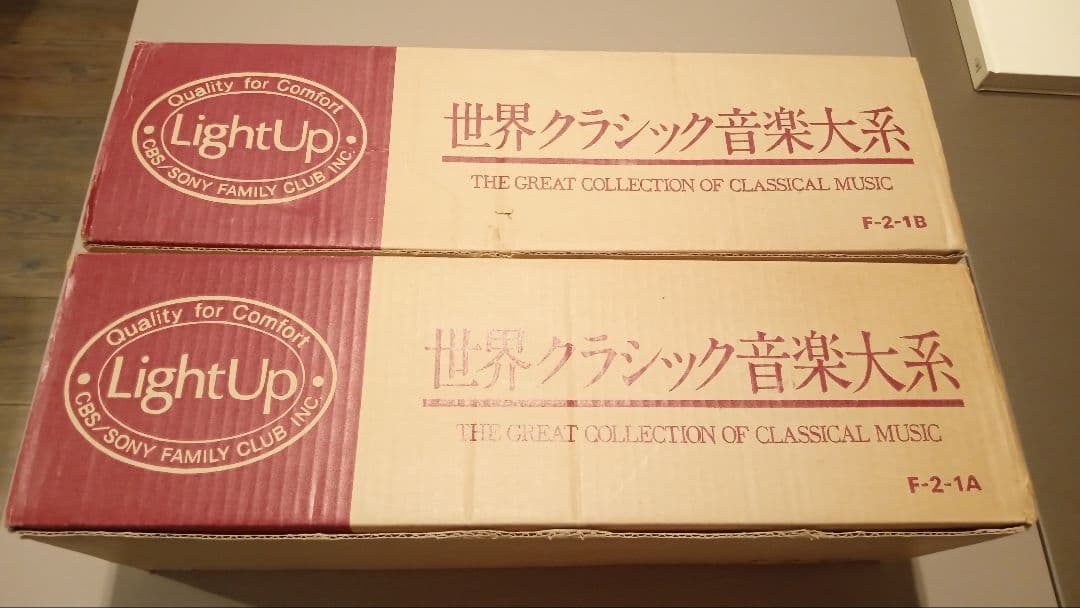 Quality for Comfort
LightUp
CBS/SONY FAMILY CLUB INC.
世界クラシック音楽大系
THE GREAT COLLECTION OF CLASSICAL MUSIC
F-2-1B
Quality for Comfort
LightUp
CBS/SONY FAMILY CLUB INC.
世界クラシック音楽大系
THE GREAT COLLECTION OF CLASSICAL MUSIC
F-2-1A